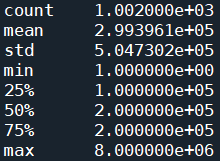 count    1.002000e+03
mean     2.993961e+05
std      5.047302e+05
min      1.000000e+00
25%      1.000000e+05
50%      2.000000e+05
75%      2.000000e+05
max      8.000000e+06